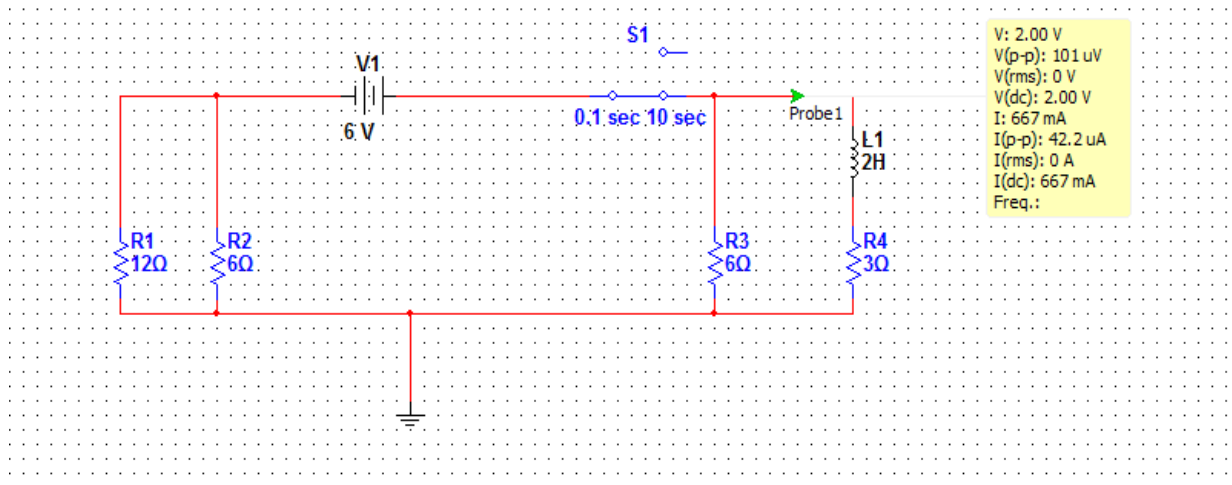 S1
V1
6 V
0.1 sec 10 sec
Probe1
L1
2H
R1
12Ω
R2
6Ω
R3
6Ω
R4
3Ω
V: 2.00 V
V(p-p): 101 uV
V(rms): 0 V
V(dc): 2.00 V
I: 667 mA
I(p-p): 42.2 uA
I(rms): 0 A
I(dc): 667 mA
Freq.: